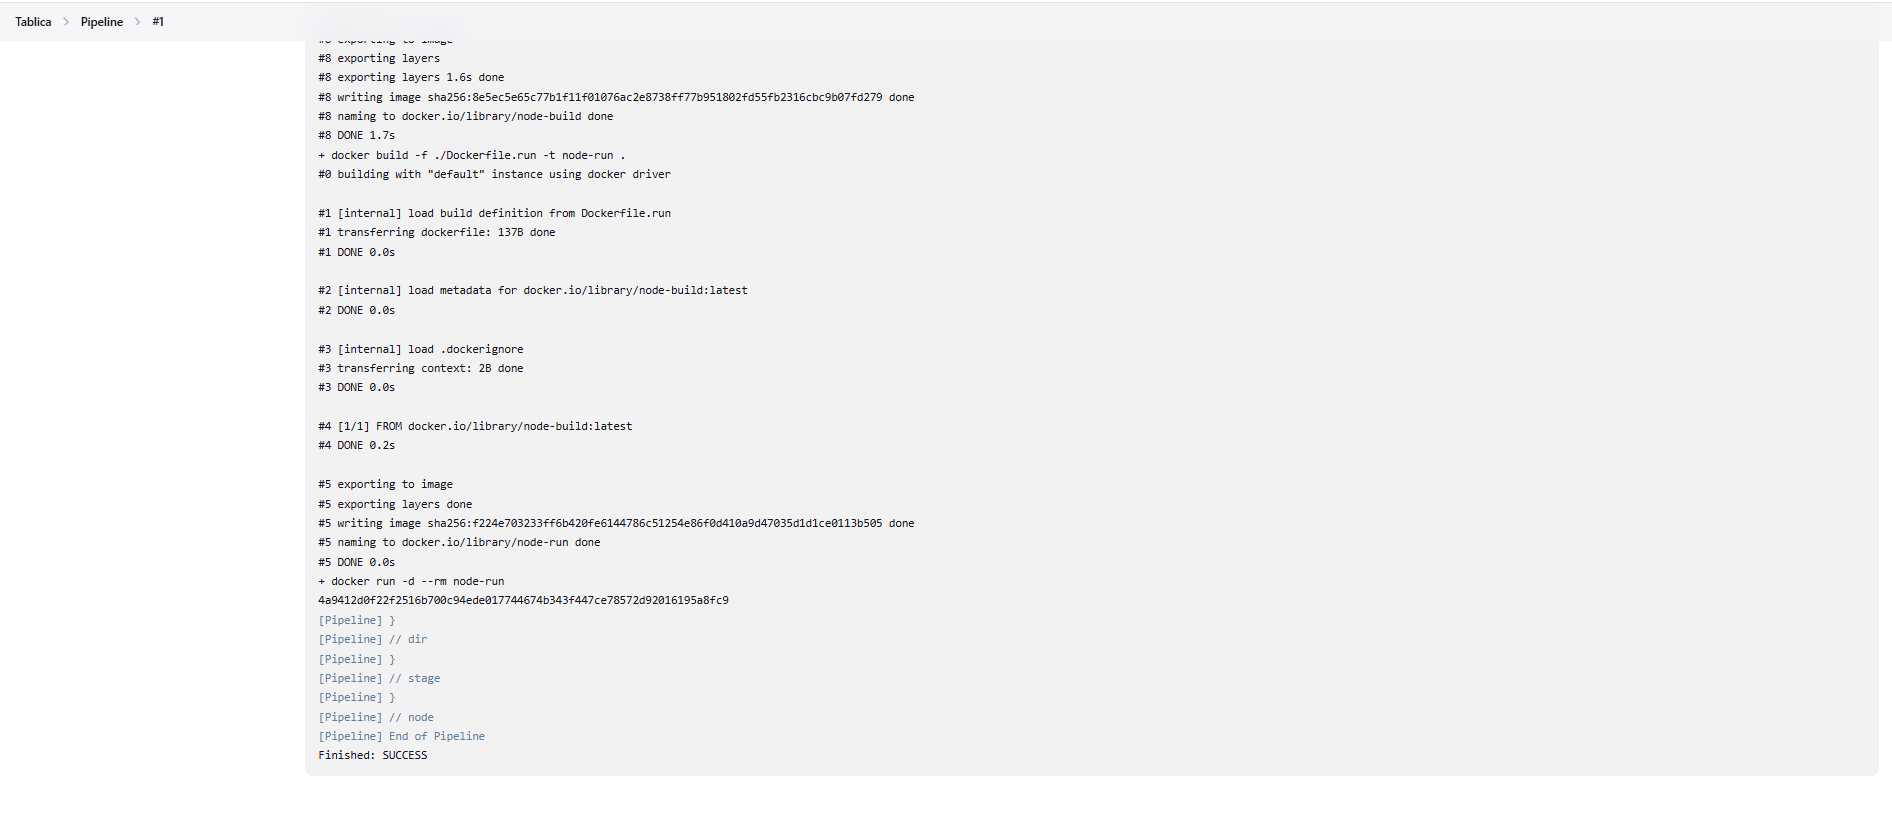 Tablica > Pipeline > #1
#8 exporting to image
#8 exporting layers
#8 exporting layers 1.6s done
#8 writing image sha256:8e5ec5e65c77b1f11f01076ac2e8738ff77b951802fd55fb2316cbc9b07fd279 done
#8 naming to docker.io/library/node-build done
#8 DONE 1.7s
+ docker build -f ./Dockerfile.run -t node-run .
#0 building with "default" instance using docker driver

#1 [internal] load build definition from Dockerfile.run
#1 transferring dockerfile: 137B done
#1 DONE 0.0s

#2 [internal] load metadata for docker.io/library/node-build:latest
#2 DONE 0.0s

#3 [internal] load .dockerignore
#3 transferring context: 2B done
#3 DONE 0.0s

#4 [1/1] FROM docker.io/library/node-build:latest
#4 DONE 0.2s

#5 exporting to image
#5 exporting layers done
#5 writing image sha256:f224e703233ff6b420fe6144786c51254e86f0d410a9d47035d1d1ce0113b505 done
#5 naming to docker.io/library/node-run done
#5 DONE 0.0s
+ docker run -d --rm node-run
4a9412d0f22f2516b700c94ede017744674b343f447ce78572d92016195a8fc9
[Pipeline] }
[Pipeline] // dir
[Pipeline] }
[Pipeline] // stage
[Pipeline] }
[Pipeline] // node
[Pipeline] End of Pipeline
Finished: SUCCESS